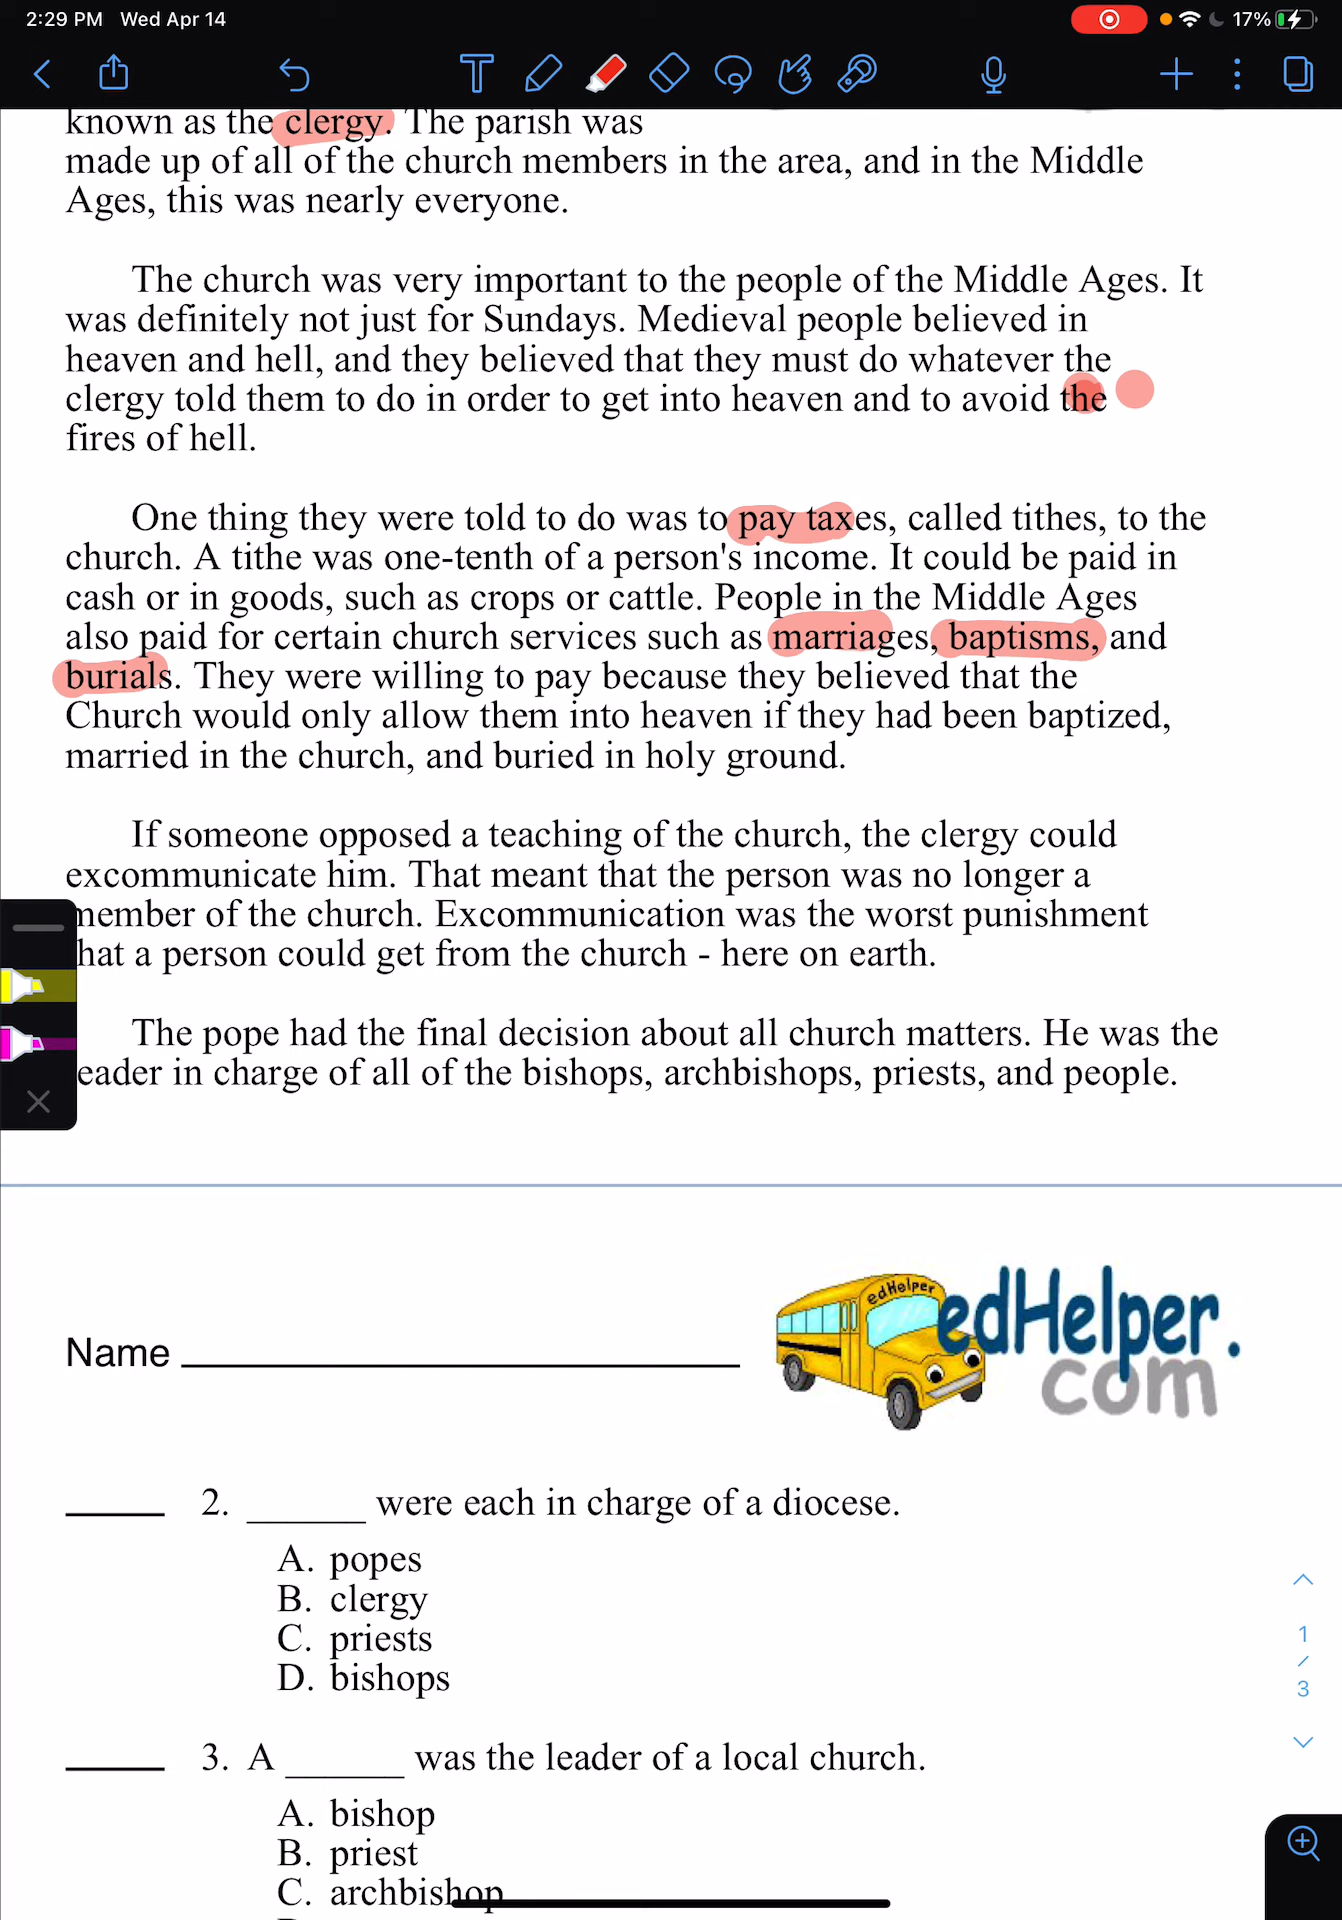 2:29 PM Wed Apr 14
17%
known as the clergy. The parish was
made up of all of the church members in the area, and in the Middle
Ages, this was nearly everyone.
The church was very important to the people of the Middle Ages. It
was definitely not just for Sundays. Medieval people believed in
heaven and hell, and they believed that they must do whatever the
clergy told them to do in order to get into heaven and to avoid the
fires of hell.
One thing they were told to do was to pay taxes, called tithes, to the
church. A tithe was one-tenth of a person's income. It could be paid in
cash or in goods, such as crops or cattle. People in the Middle Ages
also paid for certain church services such as marriages, baptisms, and
burials. They were willing to pay because they believed that the
Church would only allow them into heaven if they had been baptized,
married in the church, and buried in holy ground.
If someone opposed a teaching of the church, the clergy could
excommunicate him. That meant that the person was no longer a
member of the church. Excommunication was the worst punishment
hat a person could get from the church - here on earth.
The pope had the final decision about all church matters. He was the
eader in charge of all of the bishops, archbishops, priests, and people.
Name
edHelper
edHelper.
com
2. ______ were each in charge of a diocese.
A. popes
B. clergy
C. priests
D. bishops
3. A ______ was the leader of a local church.
A. bishop
B. priest
C. archbishop
1
/
3